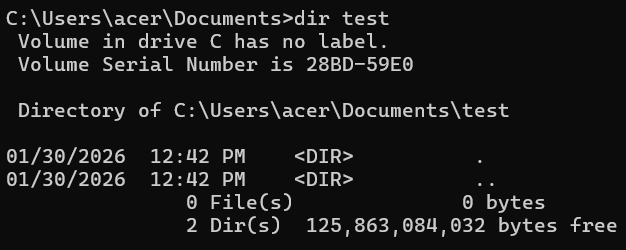 C:\Users\acer\Documents>dir test
 Volume in drive C has no label.
 Volume Serial Number is 28BD-59E0

 Directory of C:\Users\acer\Documents\test

01/30/2026  12:42 PM    <DIR>          .
01/30/2026  12:42 PM    <DIR>          ..
               0 File(s)              0 bytes
               2 Dir(s)  125,863,084,032 bytes free